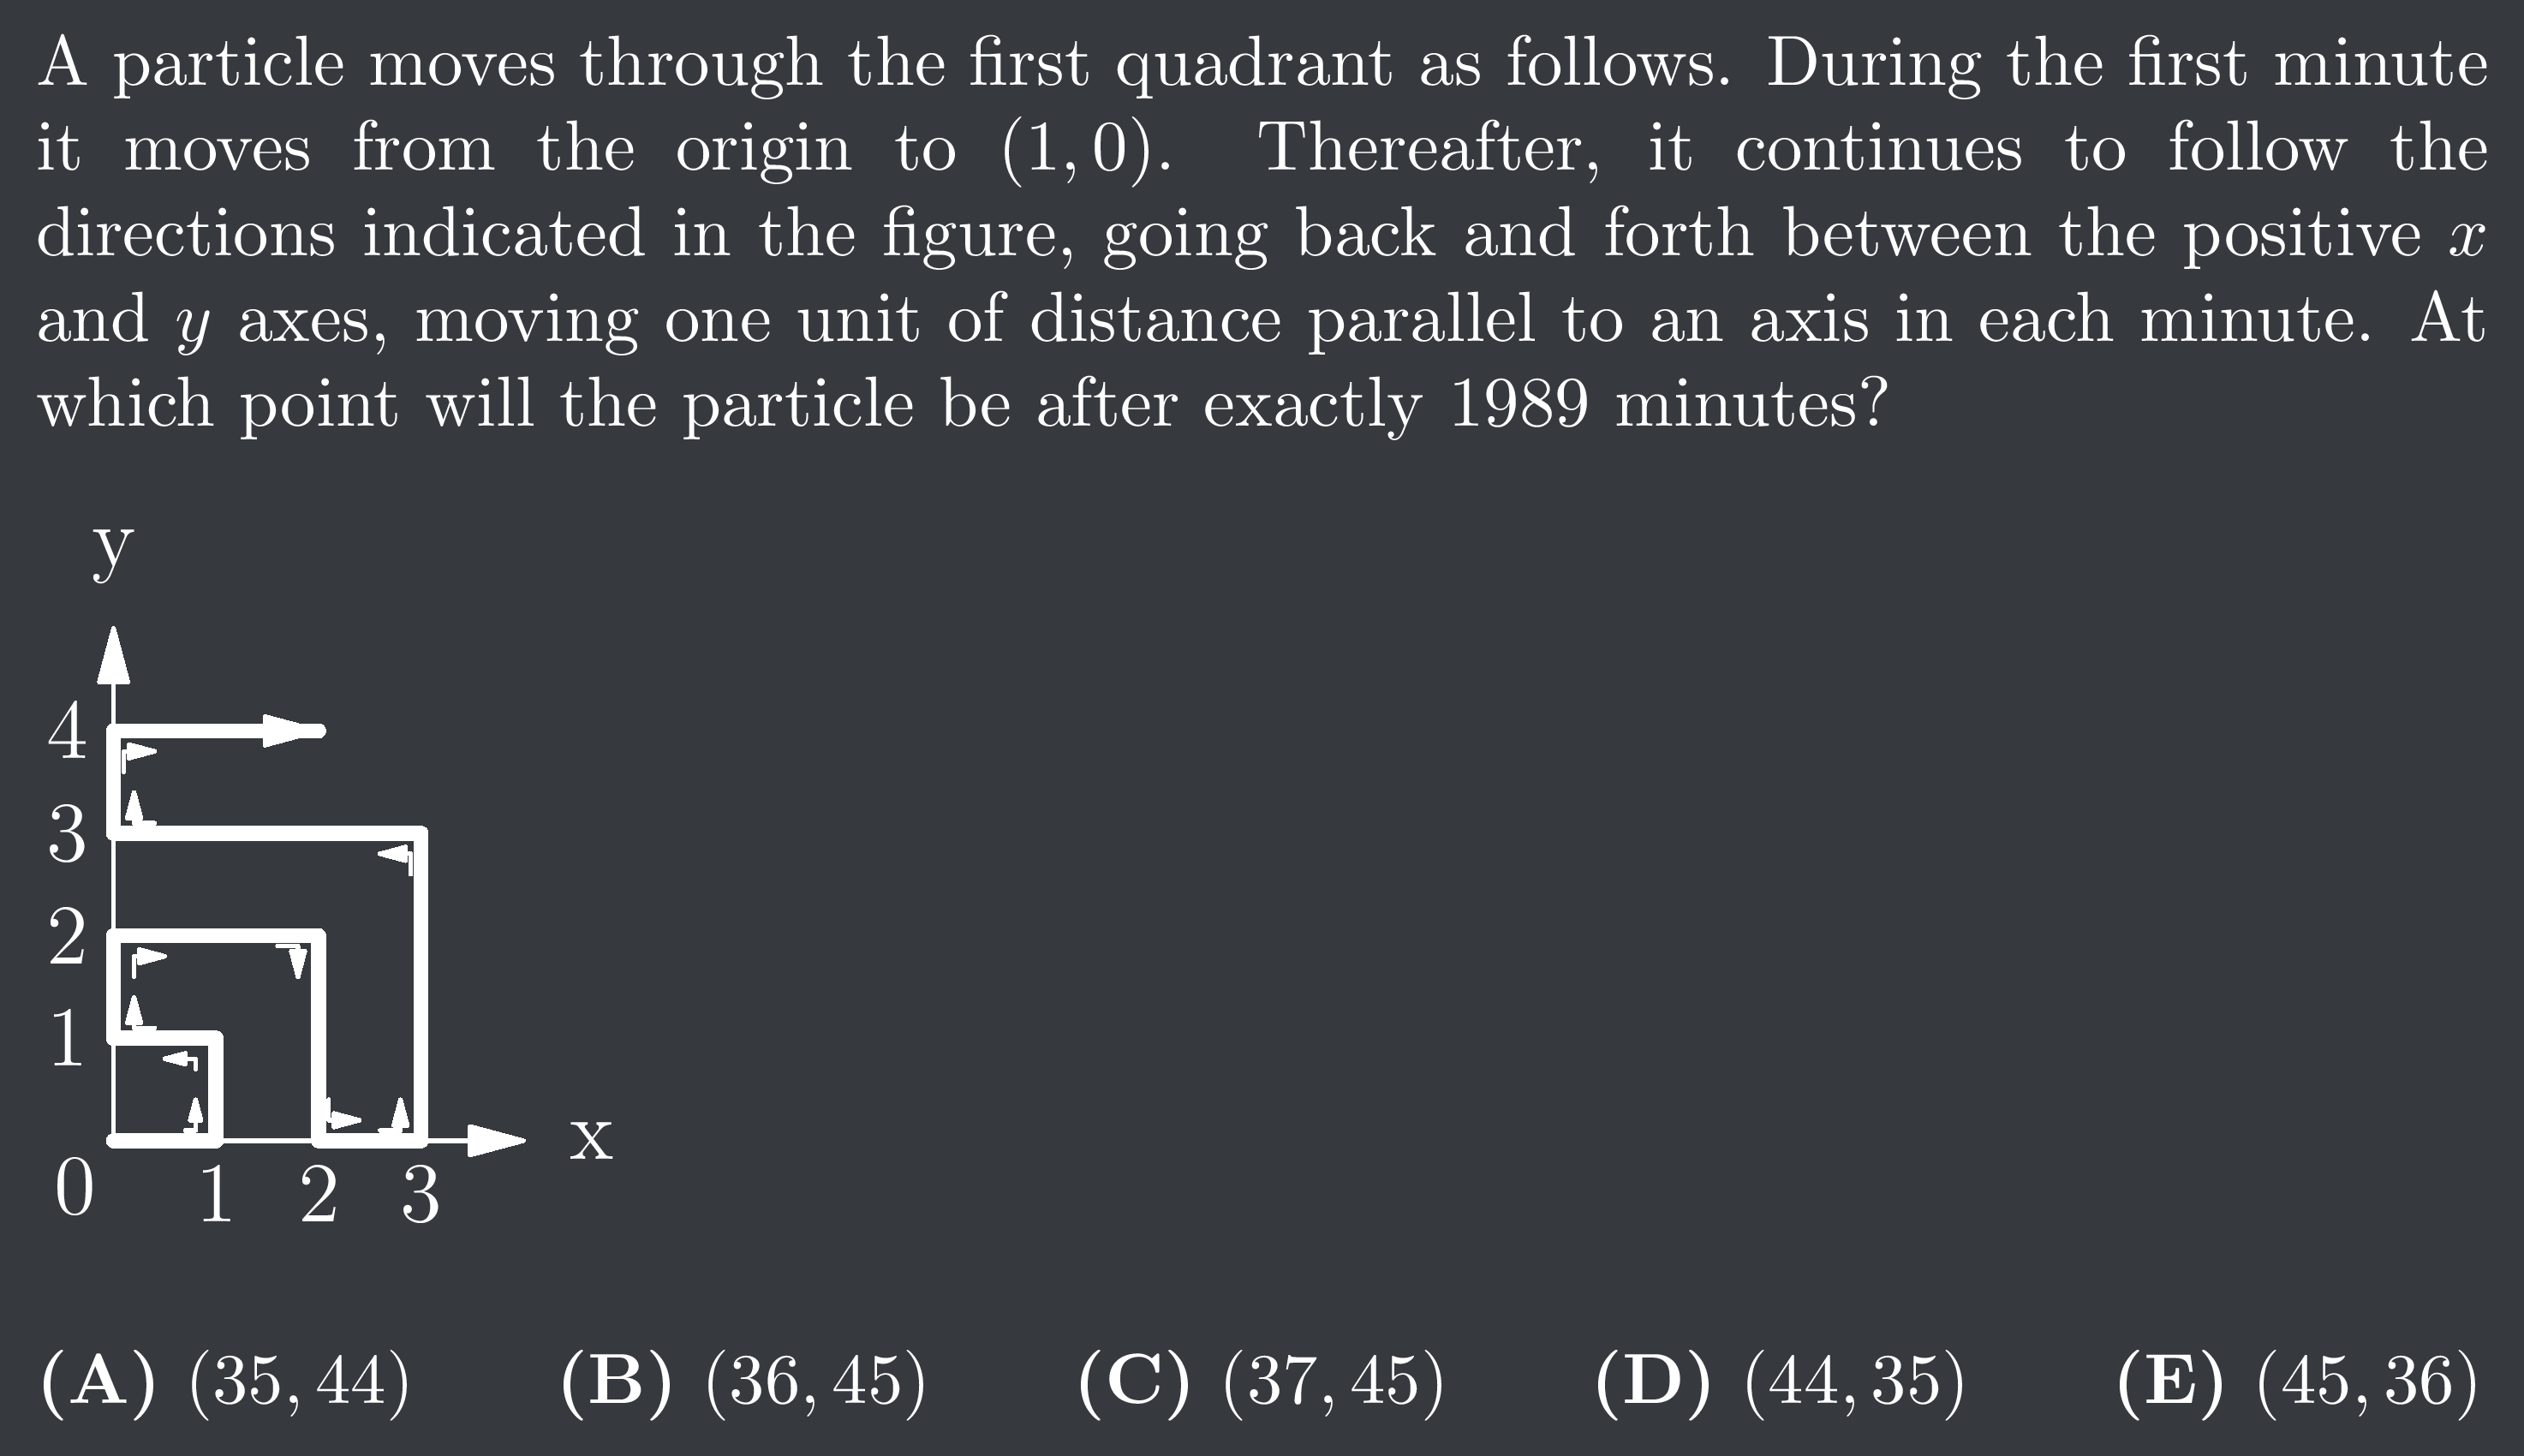 A particle moves through the first quadrant as follows. During the first minute
it moves from the origin to (1, 0). Thereafter, it continues to follow the
directions indicated in the figure, going back and forth between the positive x
and y axes, moving one unit of distance parallel to an axis in each minute. At
which point will the particle be after exactly 1989 minutes?
y
4
3
2
1
x
0 1 2 3
(A) (35, 44) (B) (36, 45) (C) (37, 45) (D) (44, 35) (E) (45, 36)